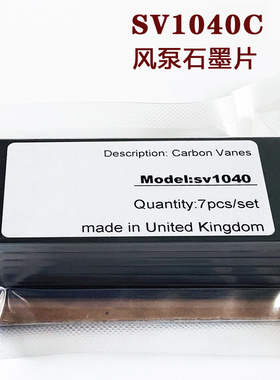 SV1040C
风泵石墨片
Description: Carbon Vanes
Model:sv1040
Quantity:7pcs/set
made in United Kingdom